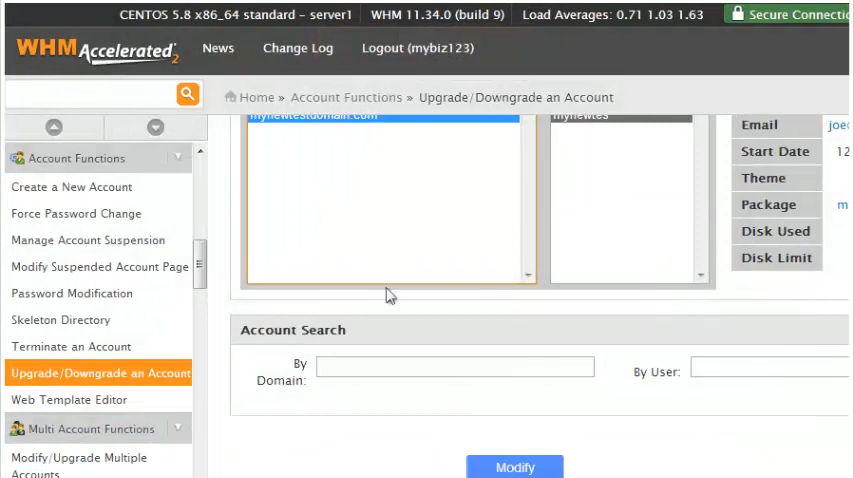 CENTOS 5.8 x86_64 standard – server1 WHM 11.34.0 (build 9) Load Averages: 0.71 1.03 1.63 Secure Connectio
WHM Accelerated2 News Change Log Logout (mybiz123)
Home » Account Functions » Upgrade/Downgrade an Account
mynewtestdomain.com mynewtes
Email joe
Start Date 12
Theme
Package m
Disk Used
Disk Limit
Account Functions
Create a New Account
Force Password Change
Manage Account Suspension
Modify Suspended Account Page
Password Modification
Skeleton Directory
Terminate an Account
Upgrade/Downgrade an Account
Web Template Editor
Multi Account Functions
Modify/Upgrade Multiple
Accounts
Account Search
By
Domain:
By User:
Modify